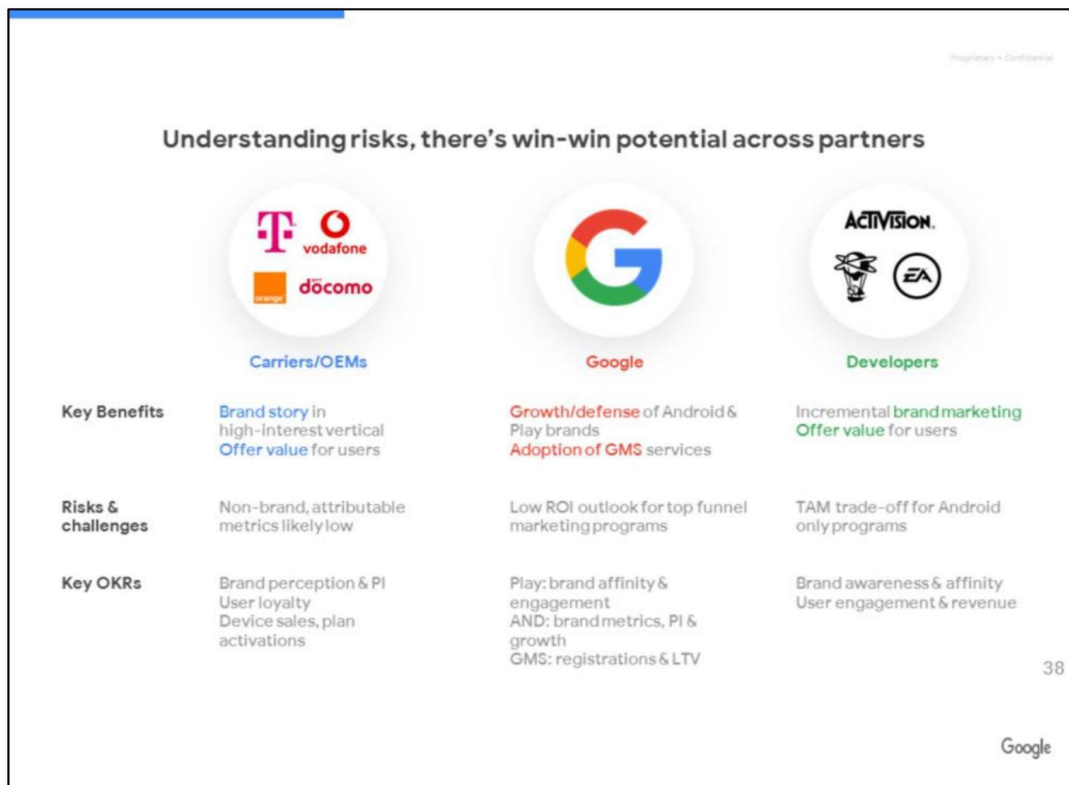 Proprietary + Confidential
Understanding risks, there's win-win potential across partners
T
vodafone
orange
döcomo
G
ACTIVISION.
EA
Carriers/OEMs
Google
Developers
Key Benefits
Brand story in
high-interest vertical
Offer value for users
Growth/defense of Android &
Play brands
Adoption of GMS services
Incremental brand marketing
Offer value for users
Risks &
challenges
Non-brand, attributable
metrics likely low
Low ROI outlook for top funnel
marketing programs
TAM trade-off for Android
only programs
Key OKRs
Brand perception & PI
User loyalty
Device sales, plan
activations
Play: brand affinity &
engagement
AND: brand metrics, PI &
growth
GMS: registrations & LTV
Brand awareness & affinity
User engagement & revenue
38
Google